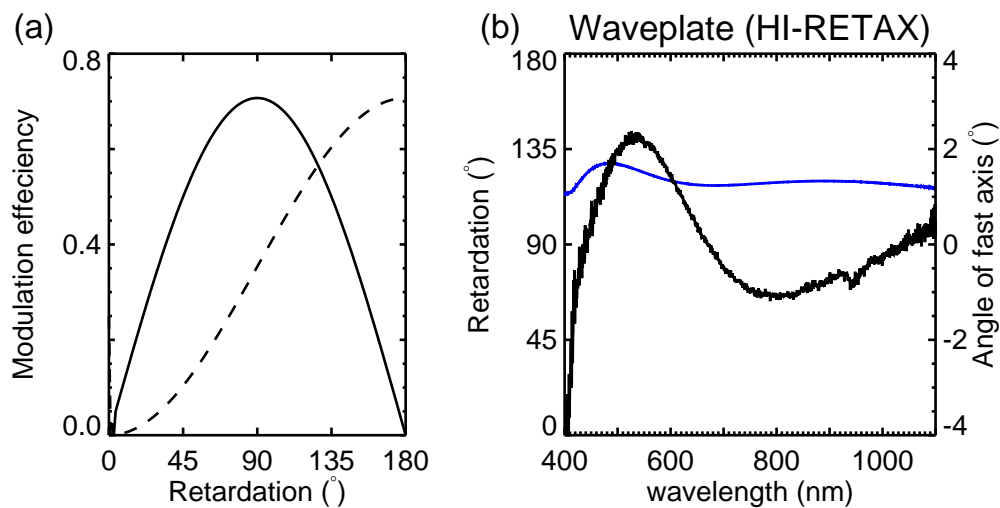 (a)
0.8
0.4
0.0
Modulation effeciency
0 45 90 135 180
Retardation (°)
(b) Waveplate (HI-RETAX)
180
135
90
45
0
Retardation (°)
4
2
0
-2
-4
Angle of fast axis (°)
400 600 800 1000
wavelength (nm)